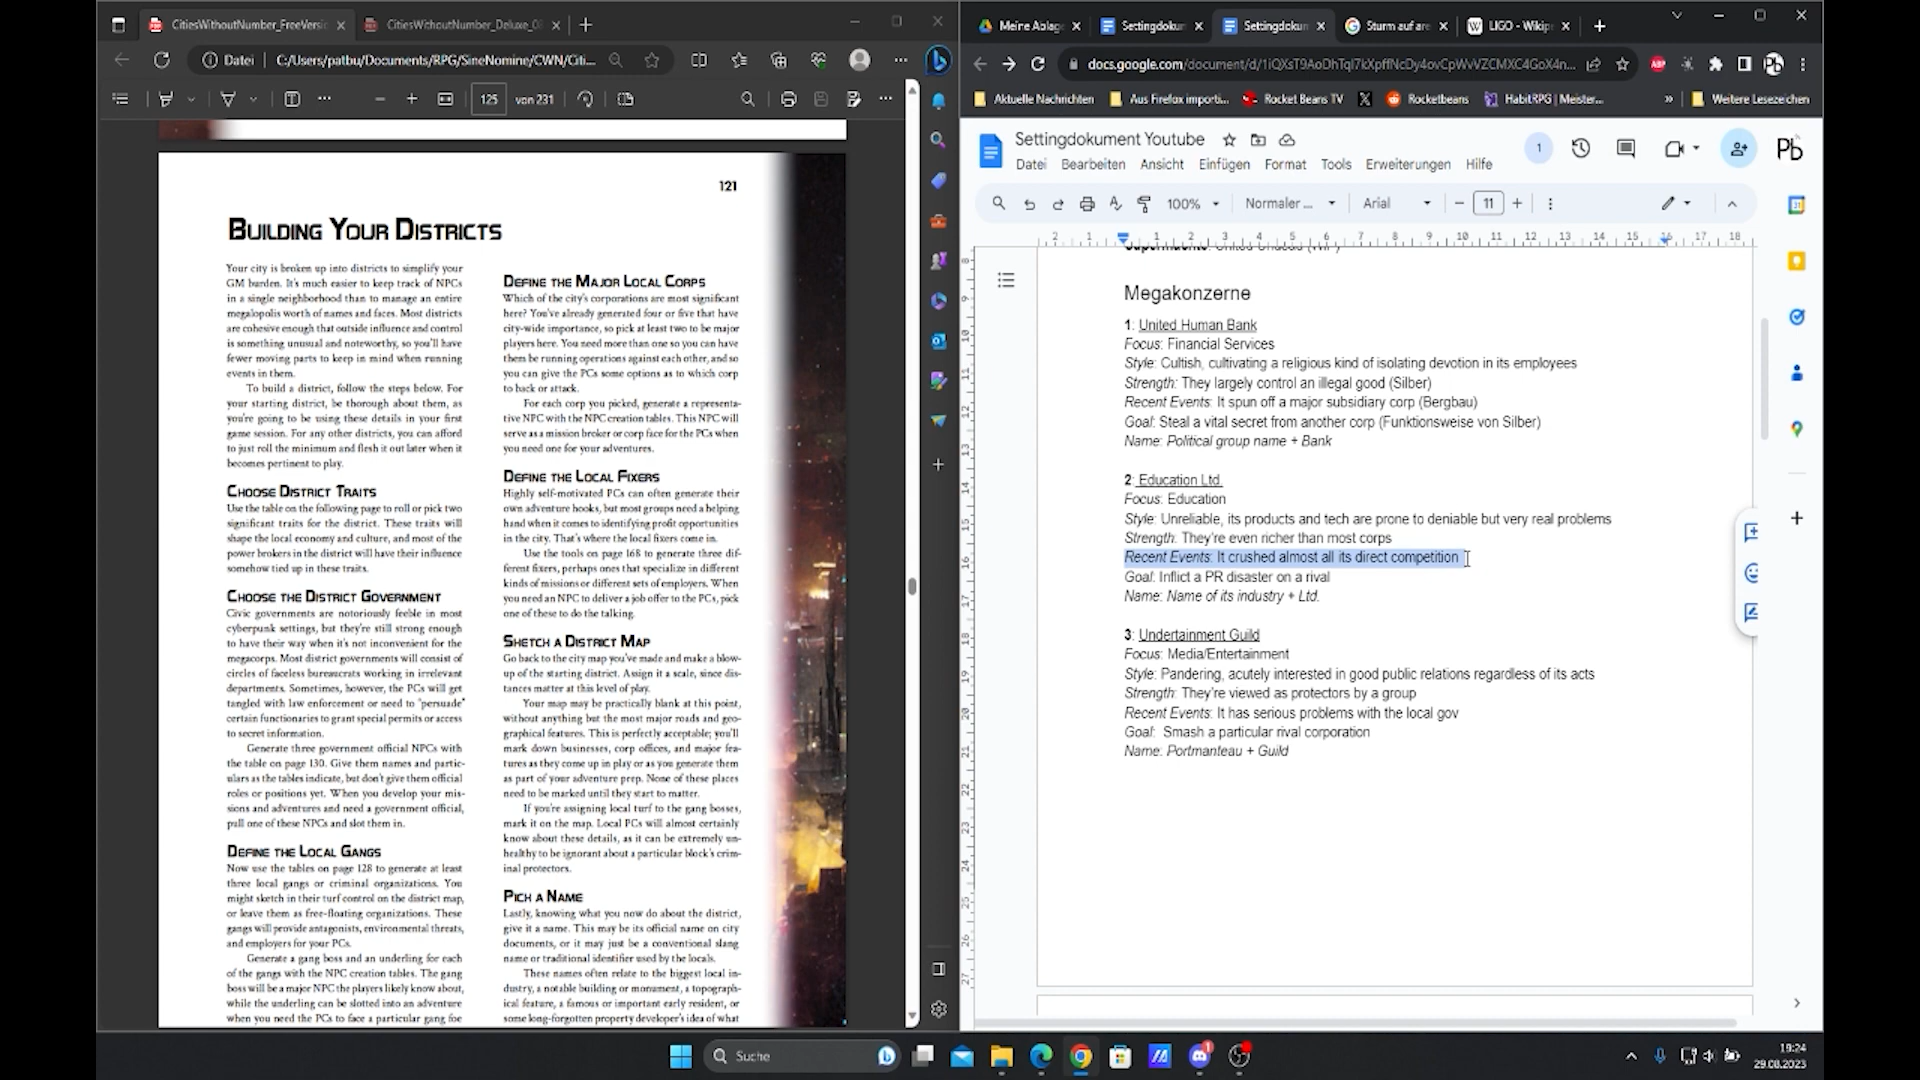 CitiesWithoutNumber_FreeVersi
CitiesWithoutNumber_Deluxe_0
Datei
C:/Users/patbu/Documents/RPG/SineNomine/CWN/Citi...
125
von 231
121
BUILDING YOUR DISTRICTS
Your city is broken up into districts to simplify your
GM burden. It's much easier to keep track of NPCs
in a single neighborhood than to manage an entire
megalopolis worth of names and faces. Most districts
are cohesive enough that outside influence and control
is something unusual and noteworthy, so you'll have
fewer moving parts to keep in mind when running
events in them.
To build a district, follow the steps below. For
your starting district, be thorough about them, as
you're going to be using these details in your first
game session. For any other districts, you can afford
to just roll the minimum and flesh it out later when it
becomes pertinent to play.
CHOOSE DISTRICT TRAITS
Use the table on the following page to roll or pick two
significant traits for the district. These traits will
shape the local economy and culture, and most of the
power brokers in the district will have their influence
somehow tied up in these traits.
CHOOSE THE DISTRICT GOVERNMENT
Civic governments are notoriously feeble in most
cyberpunk settings, but they're still strong enough
to have their way when it's not inconvenient for the
megacorps. Most district governments will consist of
circles of faceless bureaucrats working in irrelevant
departments. Sometimes, however, the PCs will get
tangled with law enforcement or need to "persuade"
certain functionaries to grant special permits or access
to secret information.
Generate three government official NPCs with
the table on page 130. Give them names and partic-
ulars as the tables indicate, but don't give them official
roles or positions yet. When you develop your mis-
sions and adventures and need a government official,
pull one of these NPCs and slot them in.
DEFINE THE LOCAL GANGS
Now use the tables on page 128 to generate at least
three local gangs or criminal organizations. You
might sketch in their turf control on the district map,
or leave them as free-floating organizations. These
gangs will provide antagonists, environmental threats,
and employers for your PCs.
Generate a gang boss and an underling for each
of the gangs with the NPC creation tables. The gang
boss will be a major NPC the players likely know about,
while the underling can be slotted into an adventure
when you need the PCs to face a particular gang foe
DEFINE THE MAJOR LOCAL CORPS
Which of the city's corporations are most significant
here? You've already generated four or five that have
city-wide importance, so pick at least two to be major
players here. You need more than one so you can have
them be running operations against each other, and so
you can give the PCs some options as to which corp
to back or attack.
For each corp you picked, generate a representa-
tive NPC with the NPC creation tables. This NPC will
serve as a mission broker or corp face for the PCs when
you need one for your adventures.
DEFINE THE LOCAL FIXERS
Highly self-motivated PCs can often generate their
own adventure hooks, but most groups need a helping
hand when it comes to identifying profit opportunities
in the city. That's where the local fixers come in.
Use the tools on page 168 to generate three dif-
ferent fixers, perhaps ones that specialize in different
kinds of missions or different sets of employers. When
you need an NPC to deliver a job offer to the PCs, pick
one of these to do the talking.
SKETCH A DISTRICT MAP
Go back to the city map you've made and make a blow-
up of the starting district. Assign it a scale, since dis-
tances matter at this level of play.
Your map may be practically blank at this point,
without anything but the most major roads and geo-
graphical features. This is perfectly acceptable; you'll
mark down businesses, corp offices, and major fea-
tures as they come up in play or as you generate them
as part of your adventure prep. None of these places
need to be marked until they start to matter.
If you're assigning local turf to the gang bosses,
mark it on the map. Local PCs will almost certainly
know about these details, as it can be extremely un-
healthy to be ignorant about a particular block's crim-
inal protectors.
PICK A NAME
Lastly, knowing what you now do about the district,
give it a name. This may be its official name on city
documents, or it may just be a conventional slang
name or traditional identifier used by the locals.
These names often relate to the biggest local in-
dustry, a notable building or monument, a topograph-
ical feature, a famous or important early resident, or
some long-forgotten property developer's idea of what
Meine Ablag
Settingdokum
Settingdokum
Sturm auf are
LIGO - Wikip
docs.google.com/document/d/1iQXsT9AoDhTqI7kXpffNcDy4ovCpWvVZCMXC4GoX4n...
Aktuelle Nachrichten
Aus Firefox importi...
Rocket Beans TV
Rocketbeans
HabitRPG | Meister...
Weitere Lesezeichen
Settingdokument Youtube
Datei Bearbeiten Ansicht Einfügen Format Tools Erweiterungen Hilfe
1
100%
Normaler ...
Arial
11
2 1 1 2 3 4 5 6 7 8 9 10 11 12 13 14 15 16 17 18
Megakonzerne
1: United Human Bank
Focus: Financial Services
Style: Cultish, cultivating a religious kind of isolating devotion in its employees
Strength: They largely control an illegal good (Silber)
Recent Events: It spun off a major subsidiary corp (Bergbau)
Goal: Steal a vital secret from another corp (Funktionsweise von Silber)
Name: Political group name + Bank
2: Education Ltd.
Focus: Education
Style: Unreliable, its products and tech are prone to deniable but very real problems
Strength: They're even richer than most corps
Recent Events: It crushed almost all its direct competition
Goal: Inflict a PR disaster on a rival
Name: Name of its industry + Ltd.
3: Undertainment Guild
Focus: Media/Entertainment
Style: Pandering, acutely interested in good public relations regardless of its acts
Strength: They're viewed as protectors by a group
Recent Events: It has serious problems with the local gov
Goal: Smash a particular rival corporation
Name: Portmanteau + Guild
Suche
19:24
29.08.2023